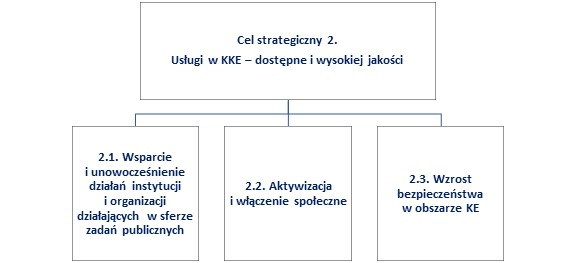 Cel strategiczny 2.
Usługi w KKE – dostępne i wysokiej jakości
2.1. Wsparcie
i unowocześnienie
działań instytucji
i organizacji
działających w sferze
zadań publicznych
2.2. Aktywizacja
i włączenie społeczne
2.3. Wzrost
bezpieczeństwa
w obszarze KE